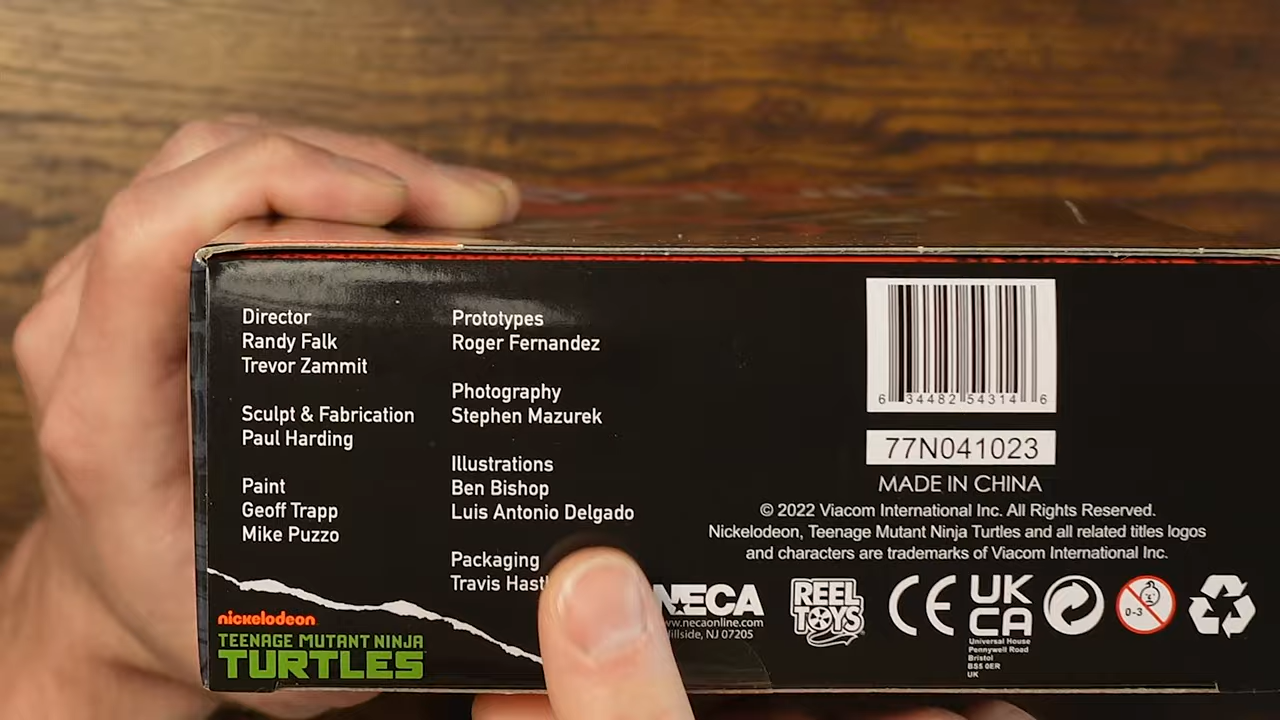 Director
Randy Falk
Trevor Zammit
Sculpt & Fabrication
Paul Harding
Paint
Geoff Trapp
Mike Puzzo
Prototypes
Roger Fernandez
Photography
Stephen Mazurek
Illustrations
Ben Bishop
Luis Antonio Delgado
Packaging
Travis
nickelodeon
TEENAGE MUTANT NINJA
TURTLES
6 34482 54314 6
77N041023
MADE IN CHINA
© 2022 Viacom International Inc. All Rights Reserved.
Nickelodeon, Teenage Mutant Ninja Turtles and all related titles logos
and characters are trademarks of Viacom International Inc.
NECA
www.necaonline.com
NJ 07205
REEL
TOYS
CE
UK
CA
Universal House
Pennywell Road
Bristol
BS5 0ER
UK
0-3